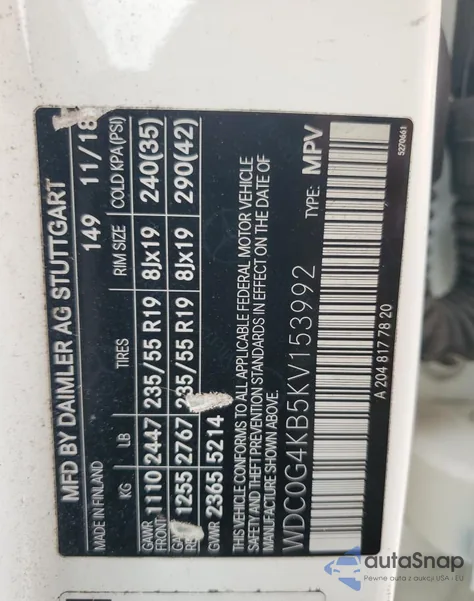 MFD BY DAIMLER AG STUTTGART
MADE IN FINLAND 149 11/18
KG LB TIRES RIM SIZE COLD KPA(PSI)
GAWR FRONT 1110 2447 235/55 R19 8Jx19 240(35)
1255 2767 235/55 R19 8Jx19 290(42)
GVWR 2365 5214
THIS VEHICLE CONFORMS TO ALL APPLICABLE FEDERAL MOTOR VEHICLE
SAFETY AND THEFT PREVENTION STANDARDS IN EFFECT ON THE DATE OF
MANUFACTURE SHOWN ABOVE.
WDC0G4KB5KV153992 TYPE: MPV
A 204 817 78 20
5270661
autaSnap
Pewne auta z aukcji USA - EU